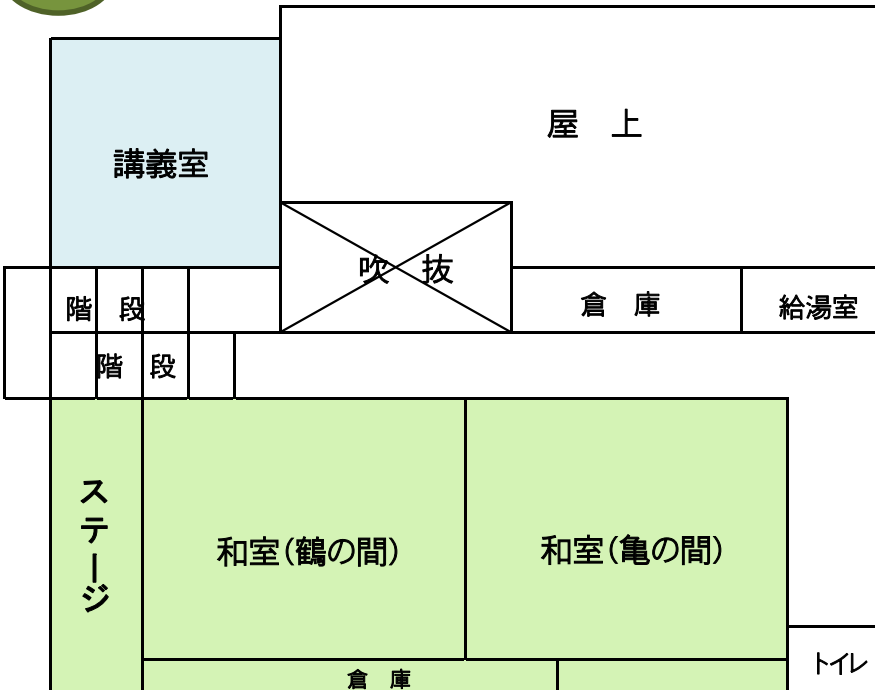 屋　上
講義室
吹　抜
階　段
倉　庫
給湯室
階　段
ステージ
和室（鶴の間）
和室（亀の間）
トイレ
倉　庫